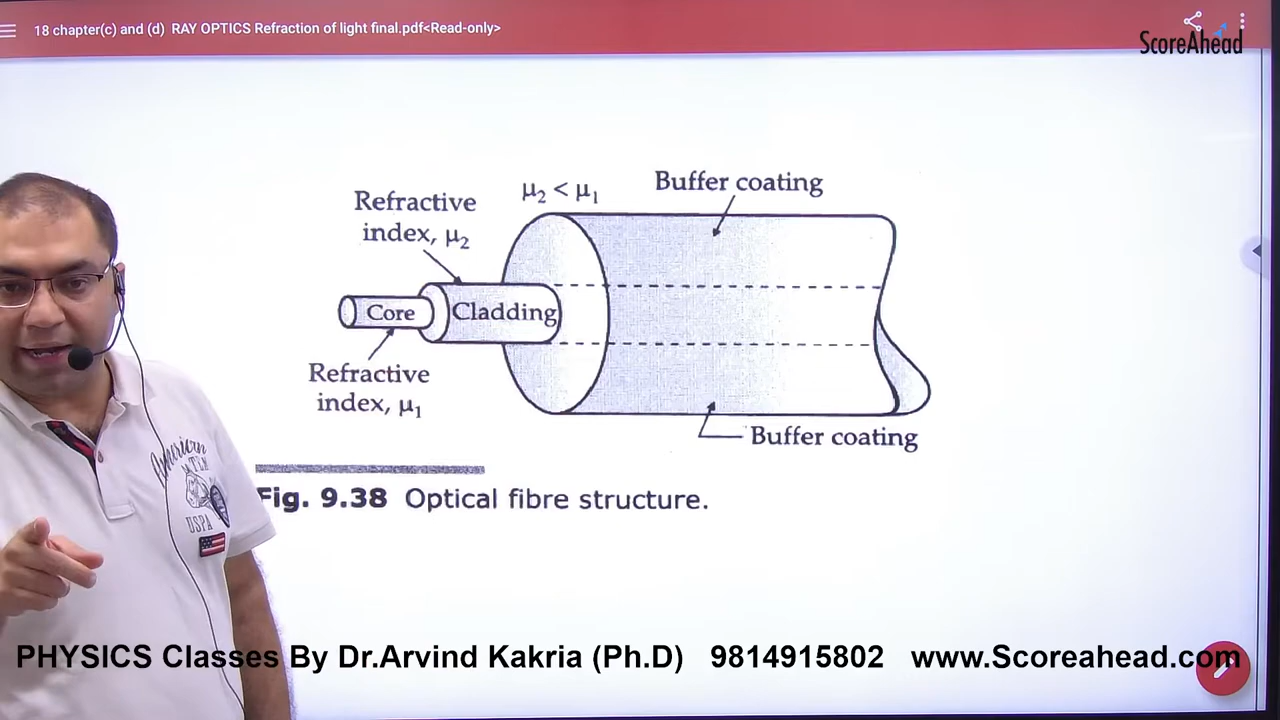 18 chapter(c) and (d) RAY OPTICS Refraction of light final.pdf<Read-only>
ScoreAhead
Refractive
index, μ₂
μ₂ < μ₁
Buffer coating
Core
Cladding
Refractive
index, μ₁
Buffer coating
Fig. 9.38 Optical fibre structure.
American
USPA
PHYSICS Classes By Dr.Arvind Kakria (Ph.D) 9814915802 www.Scoreahead.com